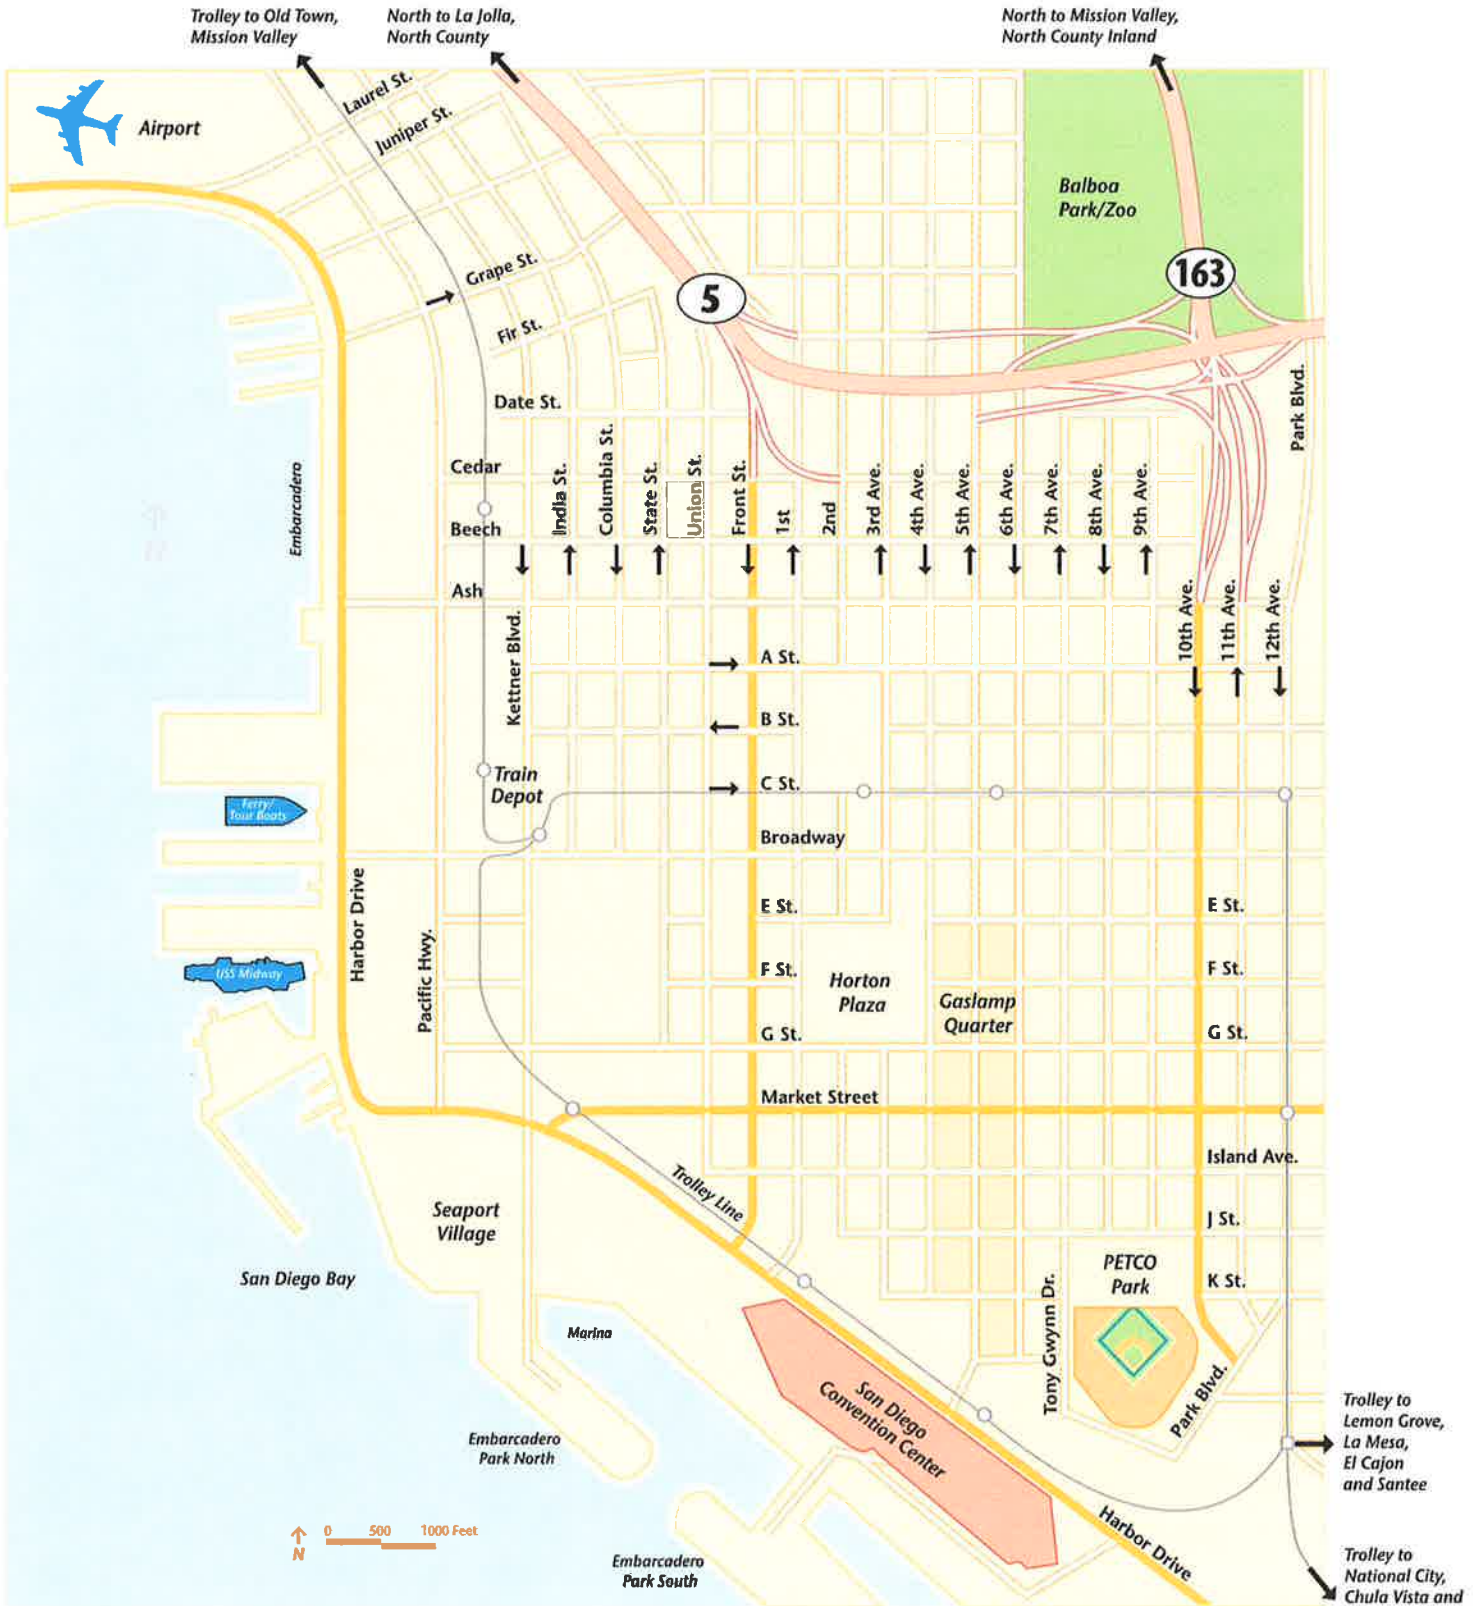 Trolley to Old Town,
Mission Valley
North to La Jolla,
North County
North to Mission Valley,
North County Inland
Laurel St.
Juniper St.
Airport
Balboa
Park/Zoo
Grape St.
163
5
Fir St.
Date St.
Park Blvd.
Cedar
Beech
Ash
Embarcadero
India St.
Columbia St.
State St.
Union St.
Front St.
1st
2nd
3rd Ave.
4th Ave.
5th Ave.
6th Ave.
7th Ave.
8th Ave.
9th Ave.
10th Ave.
11th Ave.
12th Ave.
N
Kettner Blvd.
A St.
B St.
C St.
Train
Depot
Ferry/
Tour Boats
Broadway
Harbor Drive
Pacific Hwy.
E St.
E St.
F St.
F St.
USS Midway
Horton
Plaza
Gaslamp
Quarter
G St.
G St.
Market Street
Island Ave.
Trolley Line
Seaport
Village
J St.
San Diego Bay
PETCO
Park
K St.
Tony Gwynn Dr.
Park Blvd.
Marina
San Diego
Convention Center
Embarcadero
Park North
Trolley to
Lemon Grove,
La Mesa,
El Cajon
and Santee
0 500 1000 Feet
N
Harbor Drive
Embarcadero
Park South
Trolley to
National City,
Chula Vista and